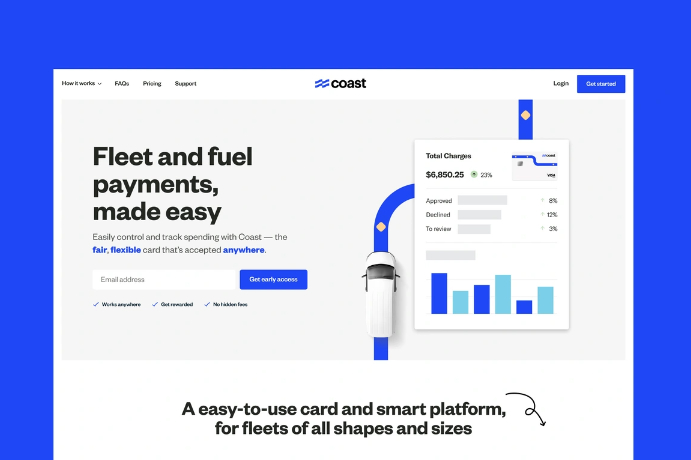 How it works
FAQs
Pricing
Support
coast
Login
Get started
Fleet and fuel
payments,
made easy
Easily control and track spending with Coast — the
fair, flexible card that's accepted anywhere.
Email address
Get early access
Works anywhere
Get rewarded
No hidden fees
Total Charges
$6,850.25
23%
coast
VISA
Approved
8%
Declined
12%
To review
3%
A easy-to-use card and smart platform,
for fleets of all shapes and sizes